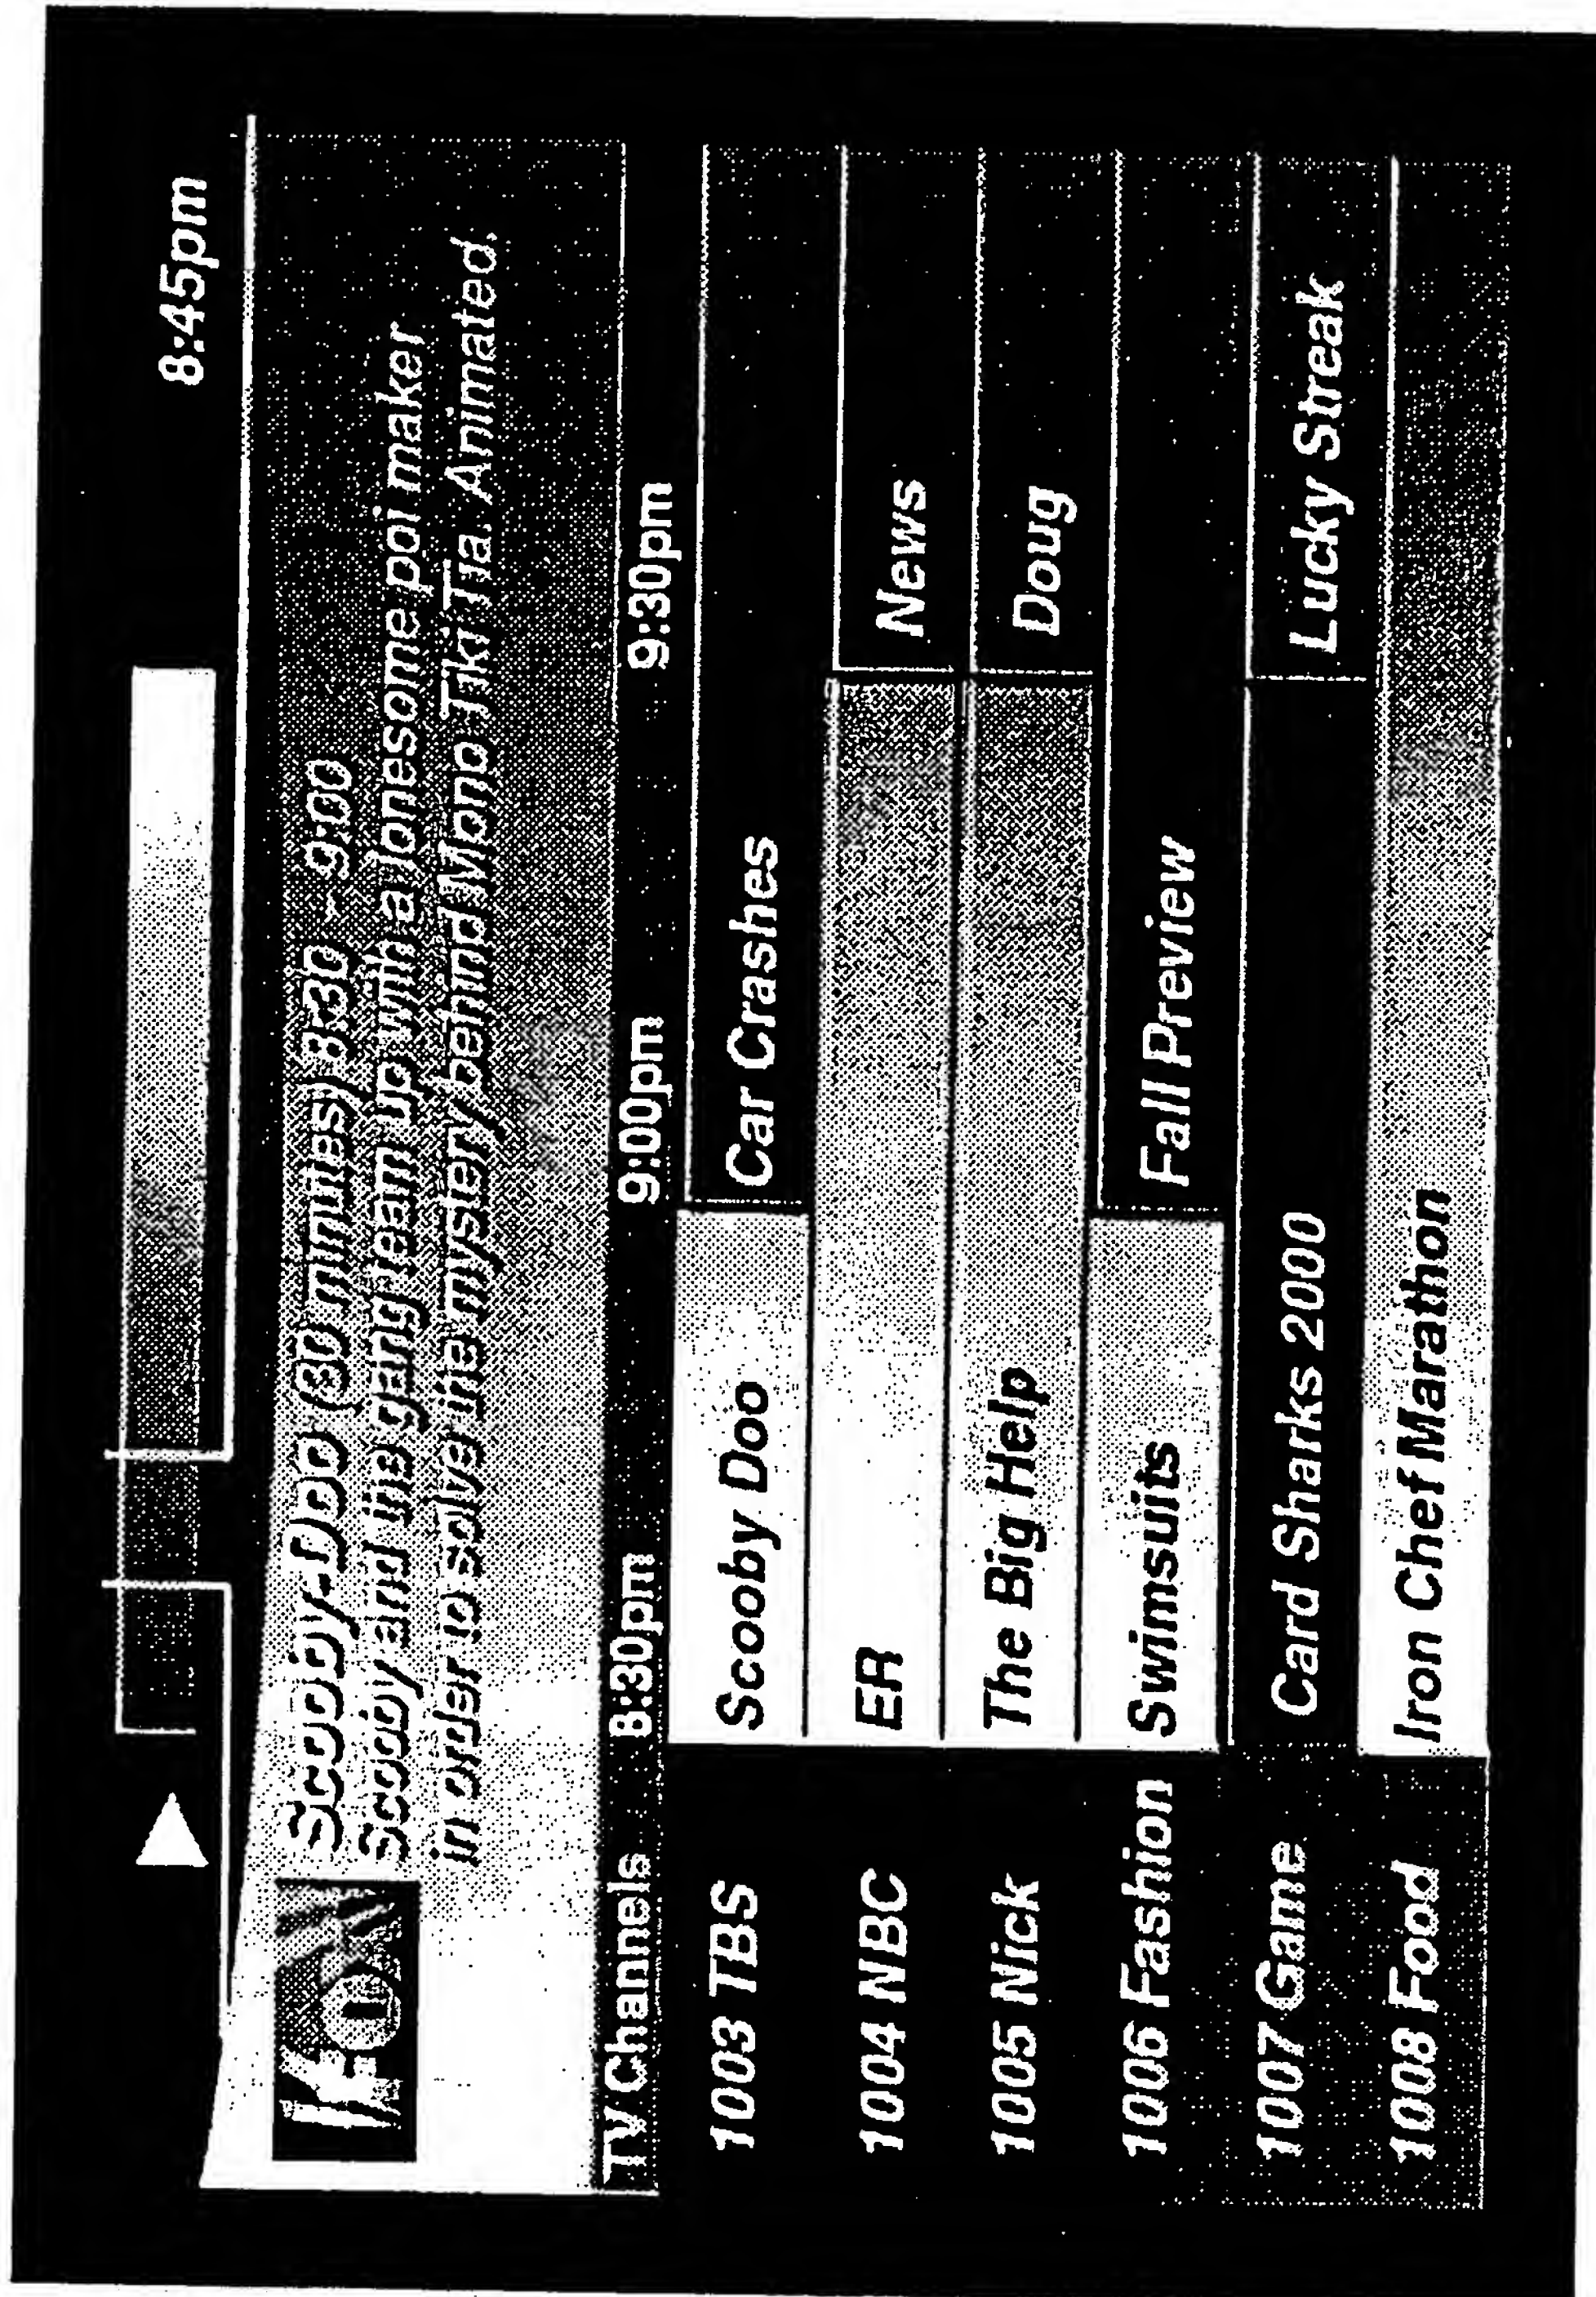 8:45pm
FOX
Scooby-Doo (30 minutes) 8:30 - 9:00
Scooby and the gang team up with a lonesome poi maker
in order to solve the mystery behind Mono Tiki Tia. Animated.
TV Channels 8:30pm 9:00pm 9:30pm
1003 TBS Scooby Doo Car Crashes
1004 NBC ER News
1005 Nick The Big Help Doug
1006 Fashion Swimsuits Fall Preview
1007 Game Card Sharks 2000 Lucky Streak
1008 Food Iron Chef Marathon